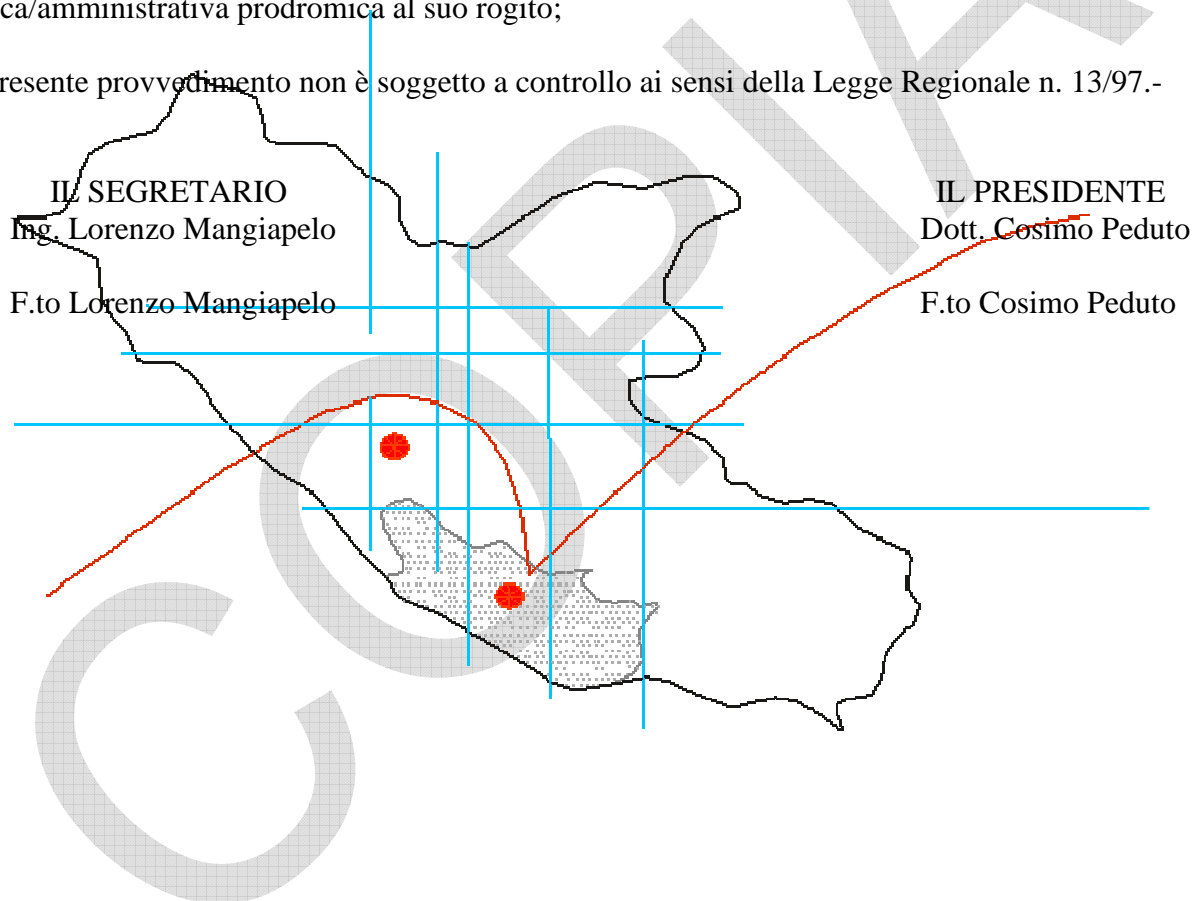 ca/amministrativa prodromica al suo rogito;
resente provvedimento non è soggetto a controllo ai sensi della Legge Regionale n. 13/97.-
IL SEGRETARIO IL PRESIDENTE
Ing. Lorenzo Mangiapelo Dott. Cosimo Peduto
F.to Lorenzo Mangiapelo F.to Cosimo Peduto
COPIA